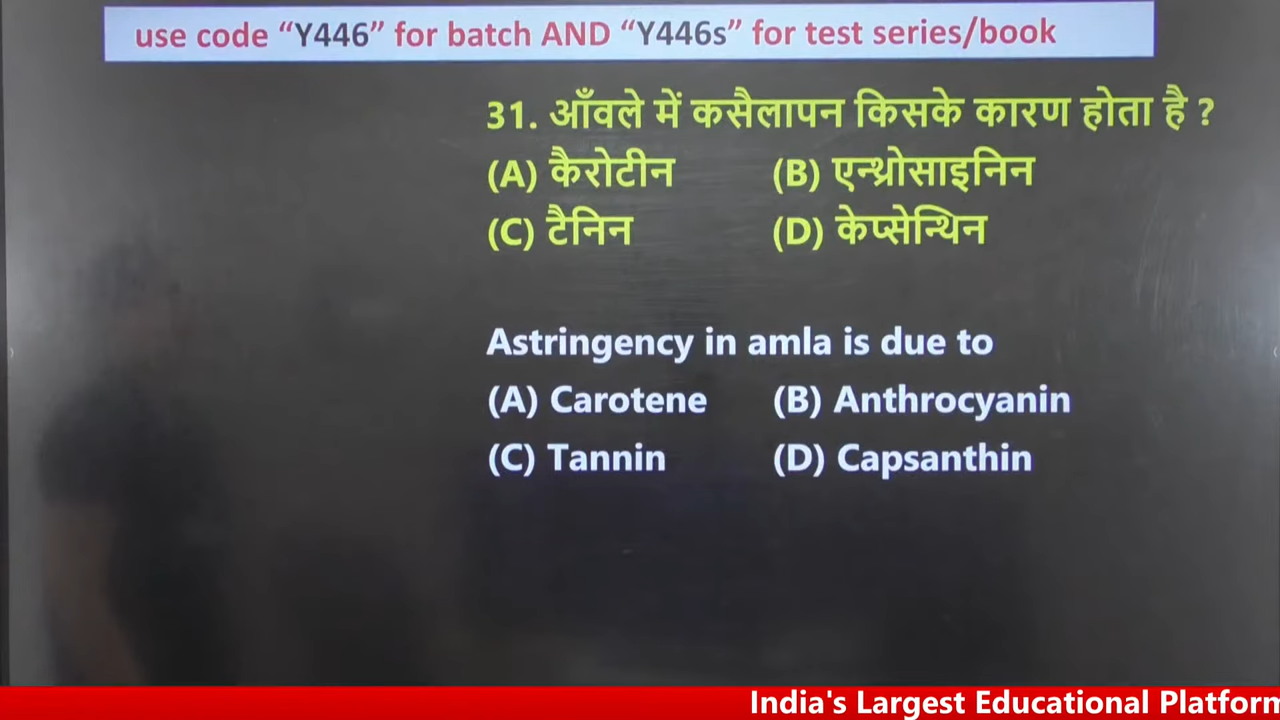 use code “Y446” for batch AND “Y446s” for test series/book
31. आँवले में कसैलापन किसके कारण होता है ?
(A) कैरोटीन (B) एन्थ्रोसाइनिन
(C) टैनिन (D) केप्सेन्थिन
Astringency in amla is due to
(A) Carotene (B) Anthrocyanin
(C) Tannin (D) Capsanthin
India's Largest Educational Platform